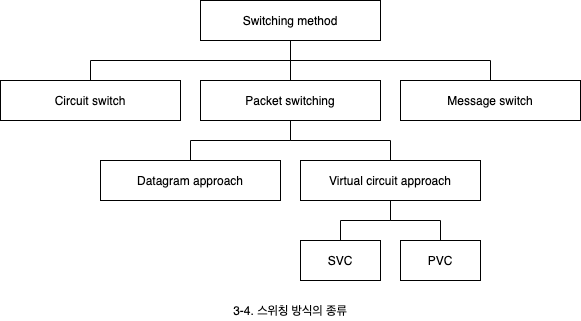 Switching method
Circuit switch
Packet switching
Message switch
Datagram approach
Virtual circuit approach
SVC
PVC
3-4. 스위칭 방식의 종류